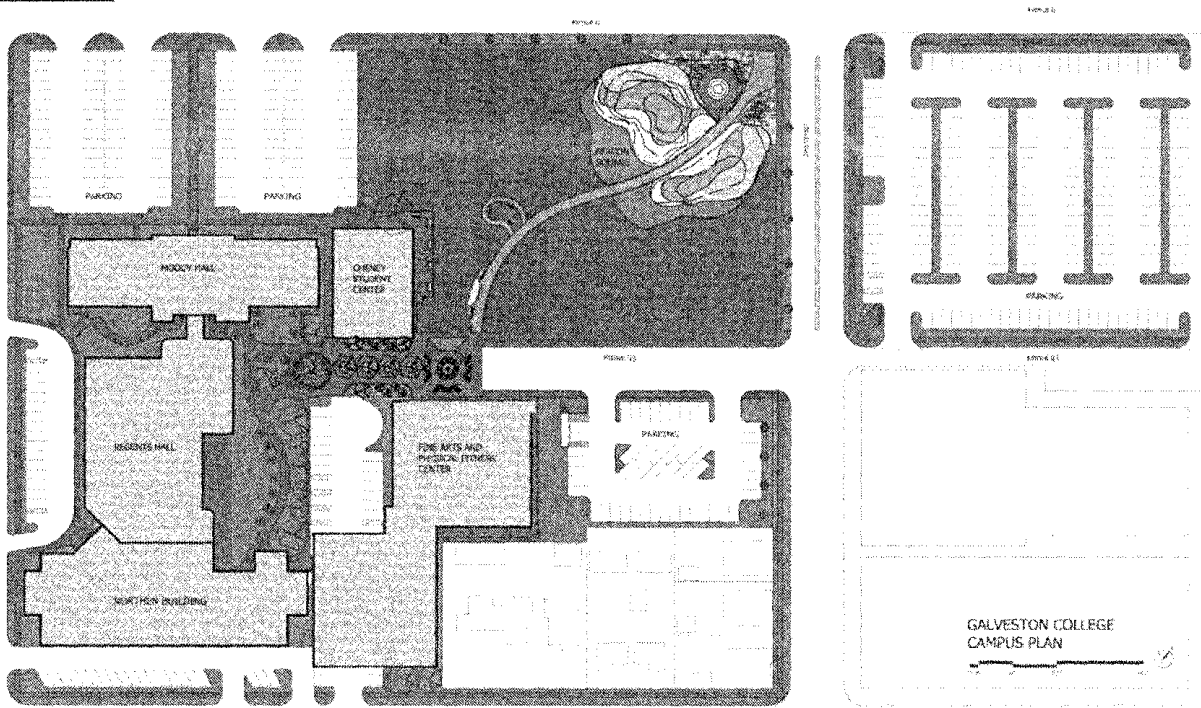 PARKING
PARKING
MOODY HALL
CHENEY
STUDENT
CENTER
PARKING
REGENTS HALL
FINE ARTS AND
PHYSICAL FITNESS
CENTER
PARKING
NORTHEN BUILDING
GALVESTON COLLEGE
CAMPUS PLAN